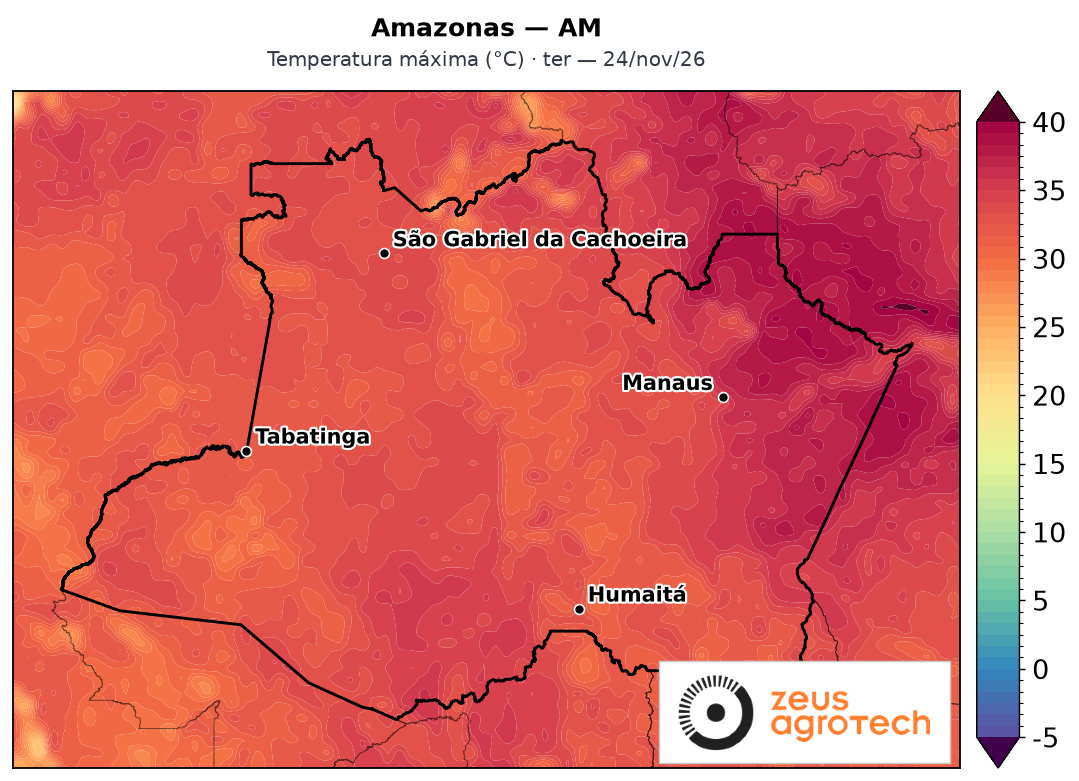 Amazonas — AM
Temperatura máxima (°C) · ter — 24/nov/26
São Gabriel da Cachoeira
Manaus
Tabatinga
Humaitá
zeus
agrotech
40
35
30
25
20
15
10
5
0
-5